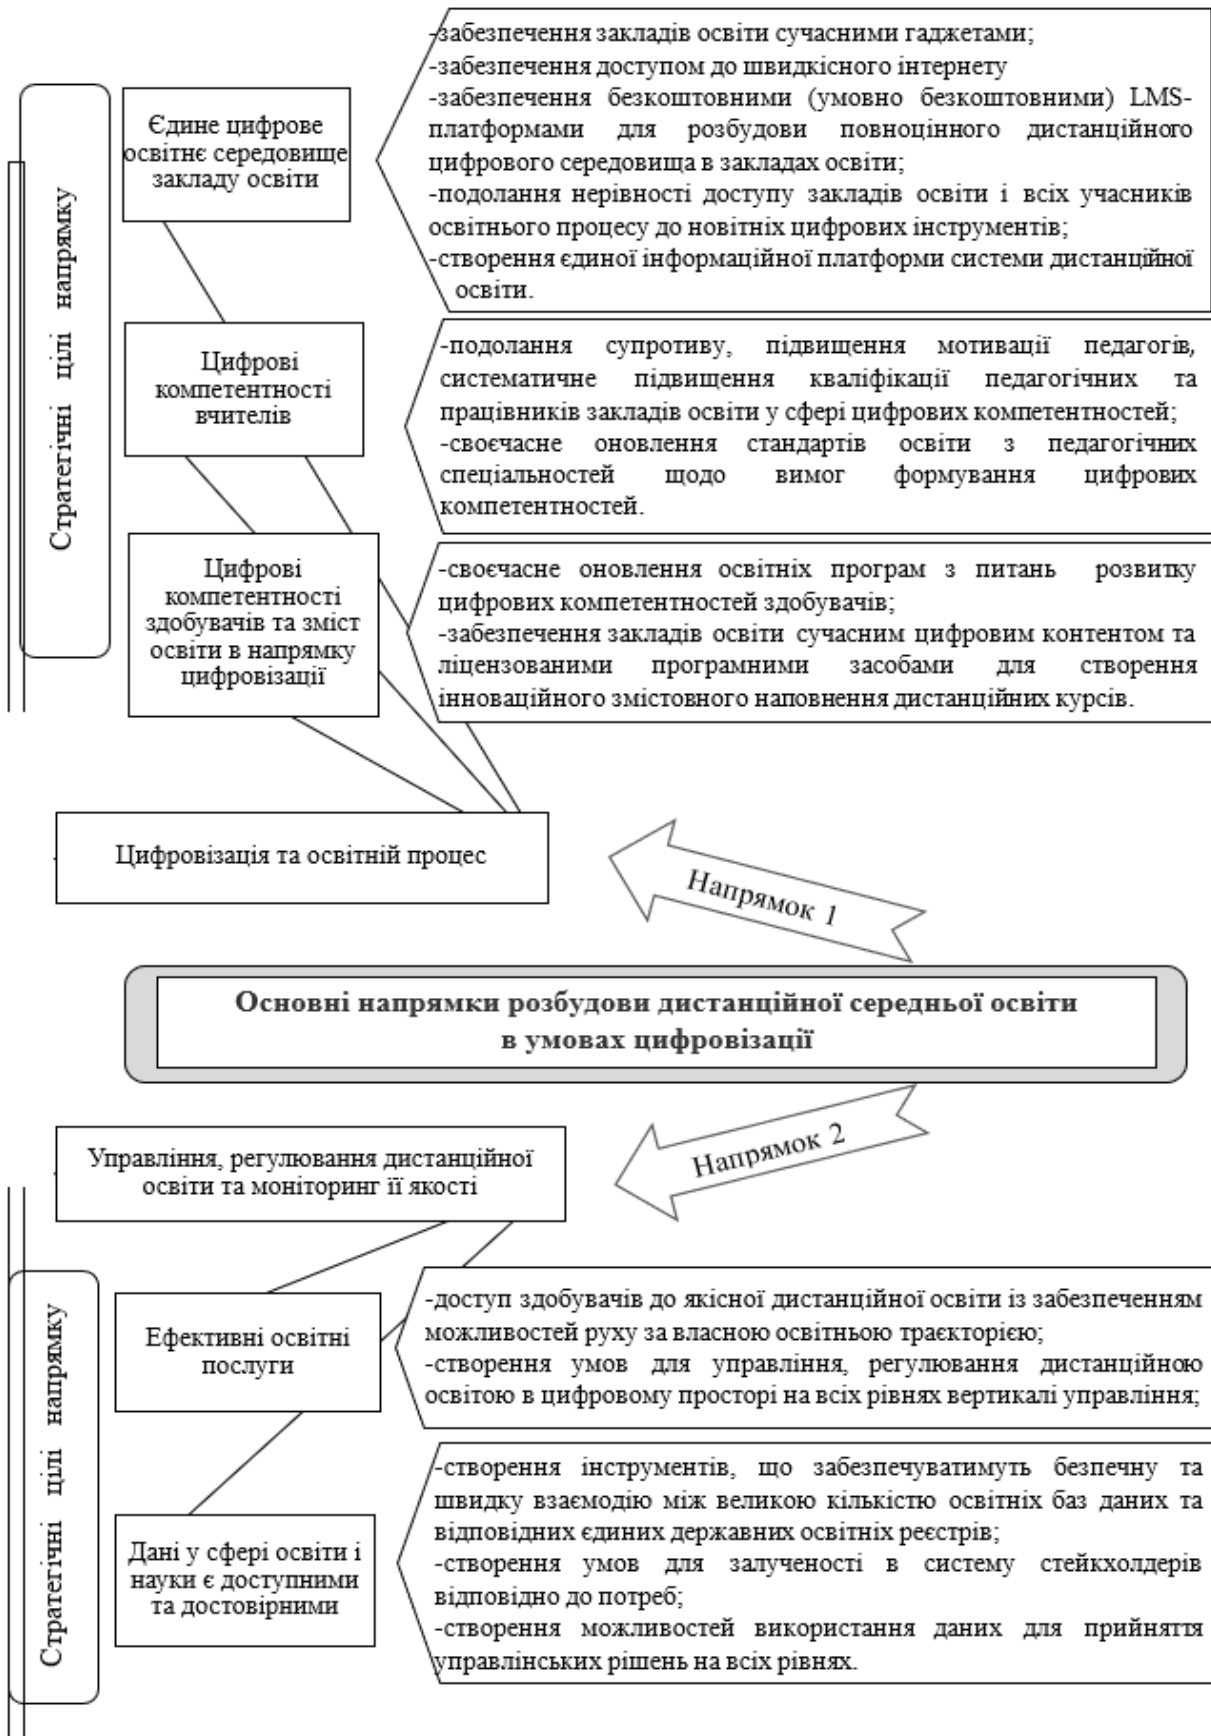 Стратегічні цілі напрямку
Єдине цифрове
освітнє середовище
закладу освіти
-забезпечення закладів освіти сучасними гаджетами;
-забезпечення доступом до швидкісного інтернету
-забезпечення безкоштовними (умовно безкоштовними) LMS-
платформами для розбудови повноцінного дистанційного
цифрового середовища в закладах освіти;
-подолання нерівності доступу закладів освіти і всіх учасників
освітнього процесу до новітніх цифрових інструментів;
-створення єдиної інформаційної платформи системи дистанційної
освіти.
Цифрові
компетентності
вчителів
-подолання супротиву, підвищення мотивації педагогів,
систематичне підвищення кваліфікації педагогічних та
працівників закладів освіти у сфері цифрових компетентностей;
-своєчасне оновлення стандартів освіти з педагогічних
спеціальностей щодо вимог формування цифрових
компетентностей.
Цифрові
компетентності
здобувачів та зміст
освіти в напрямку
цифровізації
-своєчасне оновлення освітніх програм з питань розвитку
цифрових компетентностей здобувачів;
-забезпечення закладів освіти сучасним цифровим контентом та
ліцензованими програмними засобами для створення
інноваційного змістовного наповнення дистанційних курсів.
Цифровізація та освітній процес
Напрямок 1
Основні напрямки розбудови дистанційної середньої освіти
в умовах цифровізації
Напрямок 2
Управління, регулювання дистанційної
освіти та моніторинг її якості
Стратегічні цілі напрямку
Ефективні освітні
послуги
-доступ здобувачів до якісної дистанційної освіти із забезпеченням
можливостей руху за власною освітньою траєкторією;
-створення умов для управління, регулювання дистанційною
освітою в цифровому просторі на всіх рівнях вертикалі управління;
Дані у сфері освіти і
науки є доступними
та достовірними
-створення інструментів, що забезпечуватимуть безпечну та
швидку взаємодію між великою кількістю освітніх баз даних та
відповідних єдиних державних освітніх реєстрів;
-створення умов для залученості в систему стейкхолдерів
відповідно до потреб;
-створення можливостей використання даних для прийняття
управлінських рішень на всіх рівнях.